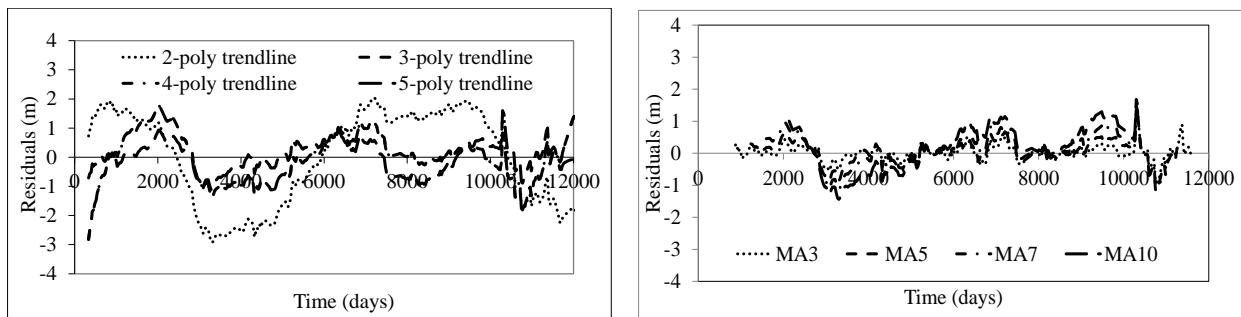 4
3
2
1
0
-1
-2
-3
-4
0
2000
4000
6000
8000
10000
12000
Residuals (m)
Time (days)
2-poly trendline
3-poly trendline
4-poly trendline
5-poly trendline
4
3
2
1
0
-1
-2
-3
-4
0
2000
4000
6000
8000
10000
12000
Residuals (m)
Time (days)
MA3
MA5
MA7
MA10